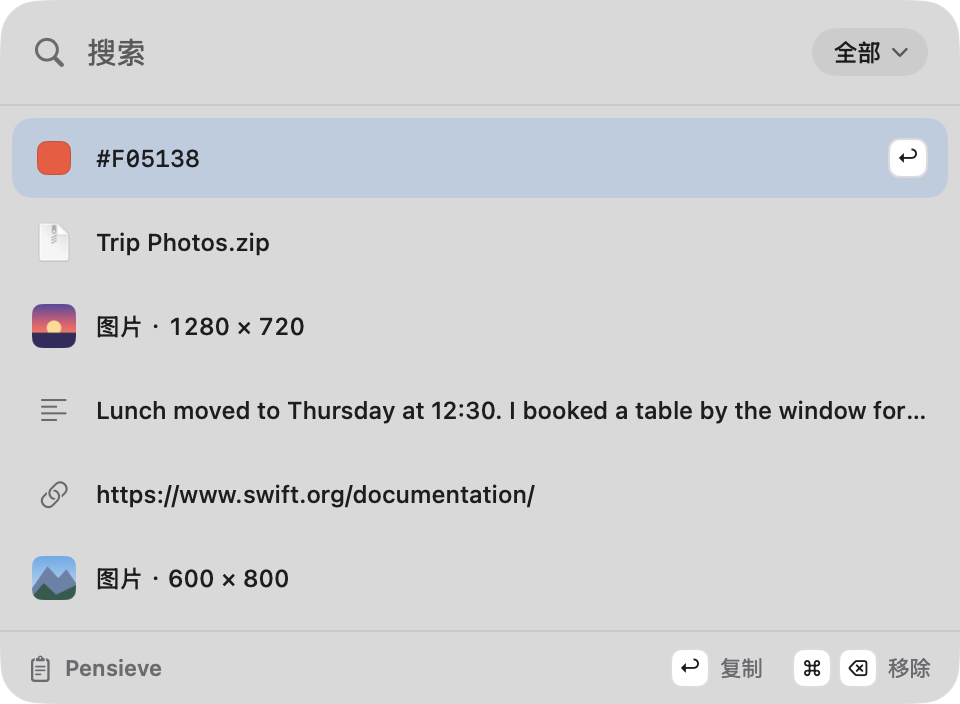 搜索
全部
#F05138
Trip Photos.zip
图片 · 1280 × 720
Lunch moved to Thursday at 12:30. I booked a table by the window for...
https://www.swift.org/documentation/
图片 · 600 × 800
Pensieve
复制
⌘
移除